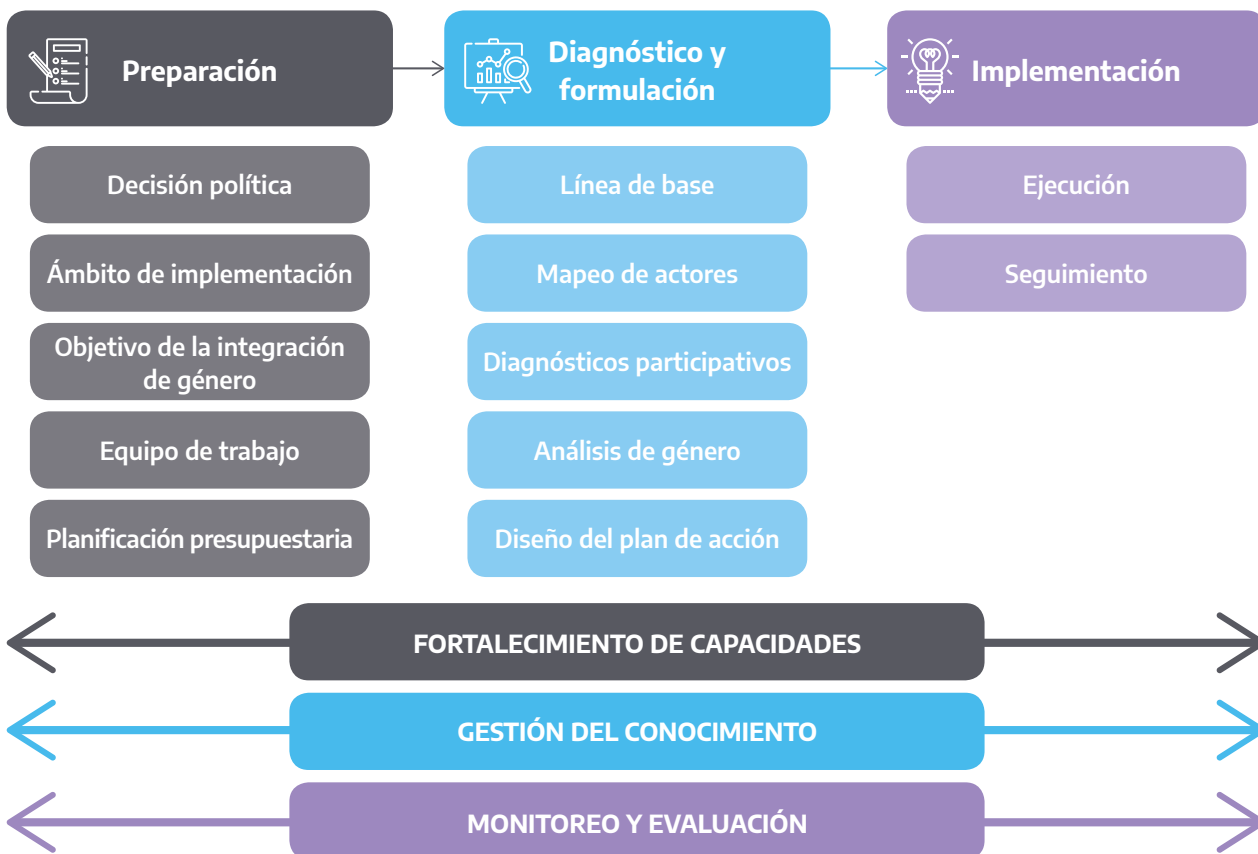 Preparación
Decisión política
Ámbito de implementación
Objetivo de la integración
de género
Equipo de trabajo
Planificación presupuestaria
Diagnóstico y
formulación
Línea de base
Mapeo de actores
Diagnósticos participativos
Análisis de género
Diseño del plan de acción
Implementación
Ejecución
Seguimiento
FORTALECIMIENTO DE CAPACIDADES
GESTIÓN DEL CONOCIMIENTO
MONITOREO Y EVALUACIÓN